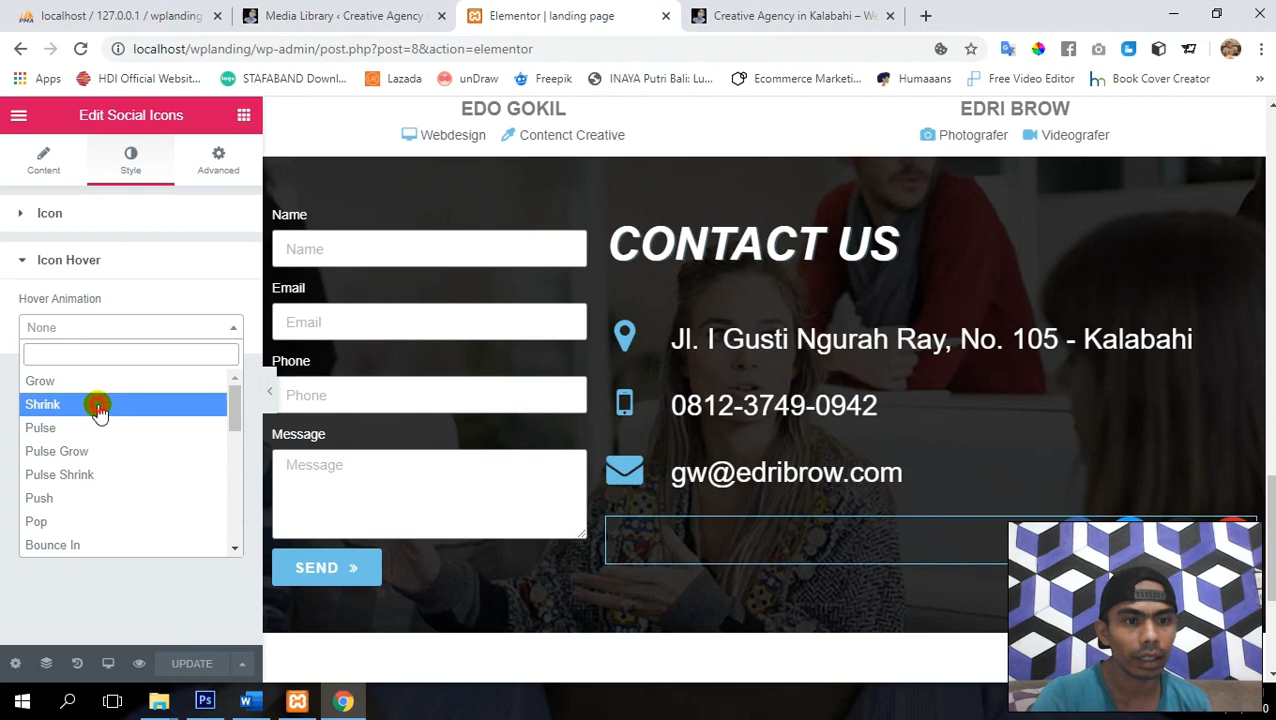 localhost / 127.0.0.1 / wplanding
Media Library ‹ Creative Agency
Elementor | landing page
Creative Agency in Kalabahi – We
localhost/wplanding/wp-admin/post.php?post=8&action=elementor
Apps
HDI Official Websit...
STAFABAND Downl...
Lazada
unDraw
Freepik
INAYA Putri Bali: Lu...
Ecommerce Marketi...
Humaaans
Free Video Editor
Book Cover Creator
»
Edit Social Icons
Content
Style
Advanced
Icon
Icon Hover
Hover Animation
None
Grow
Shrink
Pulse
Pulse Grow
Pulse Shrink
Push
Pop
Bounce In
UPDATE
EDO GOKIL
Webdesign
Contenct Creative
EDRI BROW
Photografer
Videografer
Name
Name
Email
Email
Phone
Phone
Message
Message
SEND »
CONTACT US
Jl. I Gusti Ngurah Ray, No. 105 - Kalabahi
0812-3749-0942
gw@edribrow.com